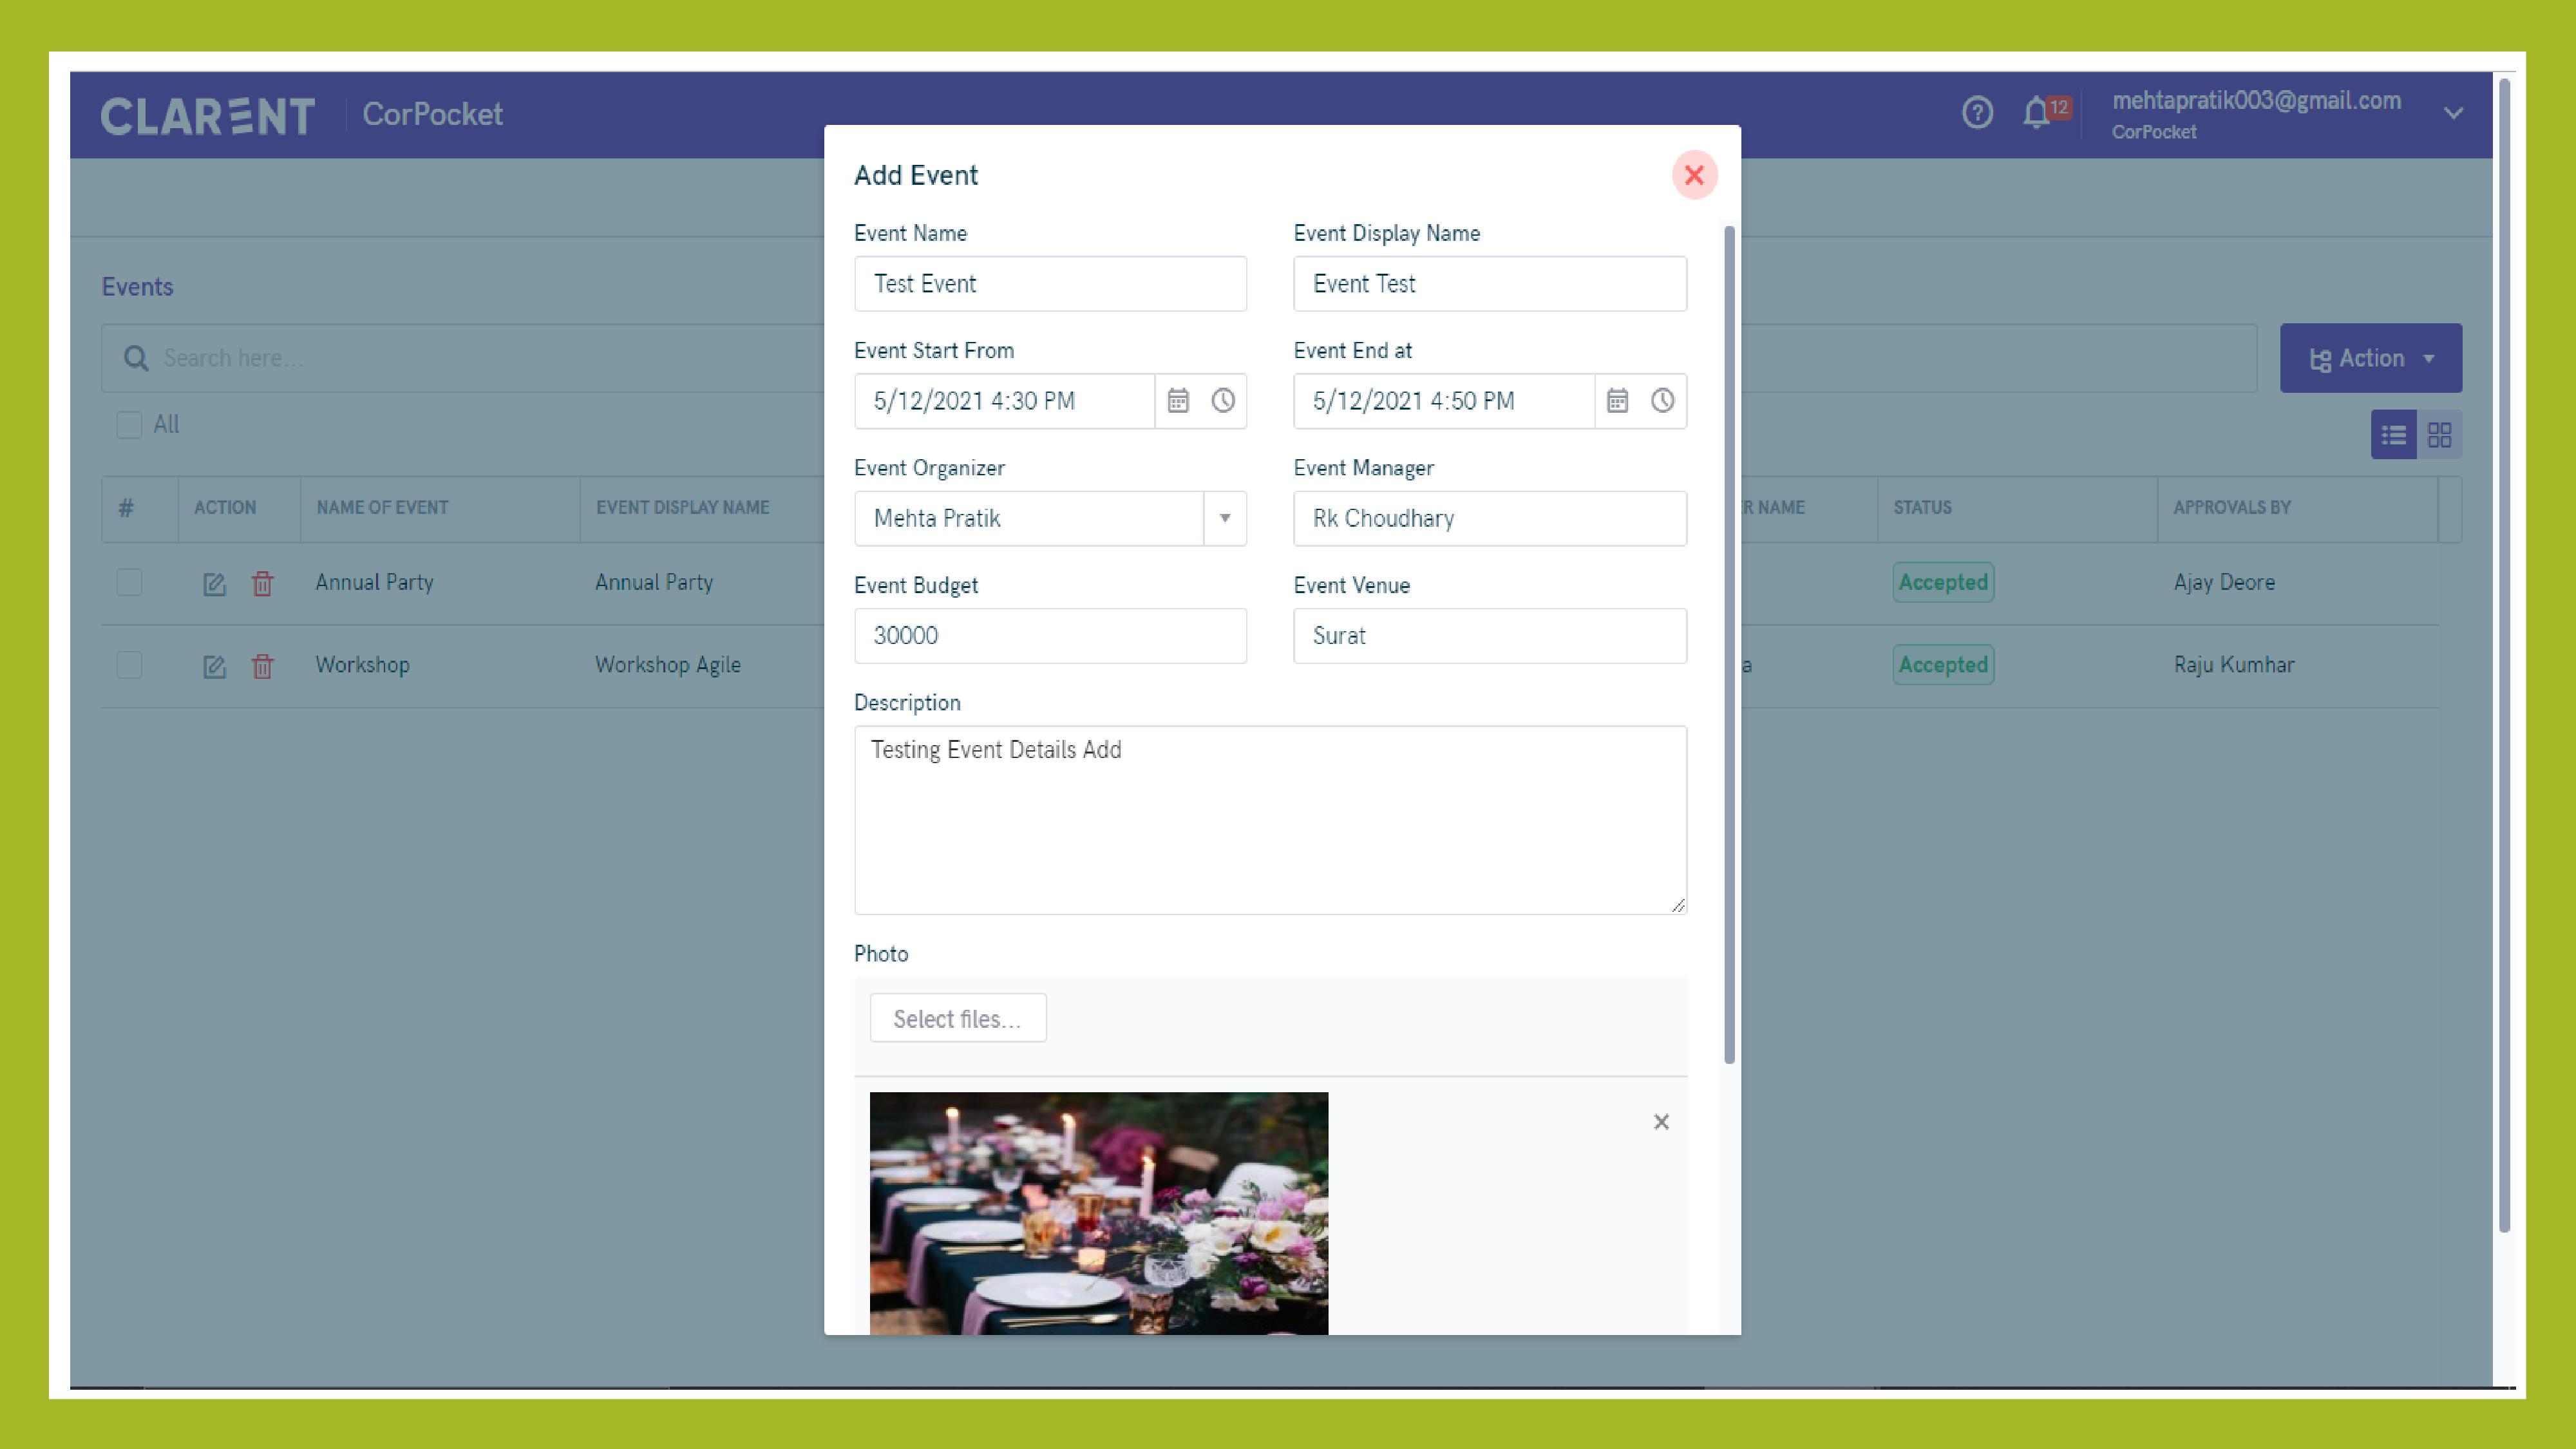 CLARENT CorPocket
12
mehtapratik003@gmail.com
CorPocket
Events
Search here...
Action
All
# ACTION NAME OF EVENT EVENT DISPLAY NAME NAME STATUS APPROVALS BY
Annual Party Annual Party Accepted Ajay Deore
Workshop Workshop Agile a Accepted Raju Kumhar
Add Event
Event Name Event Display Name
Test Event Event Test
Event Start From Event End at
5/12/2021 4:30 PM 5/12/2021 4:50 PM
Event Organizer Event Manager
Mehta Pratik Rk Choudhary
Event Budget Event Venue
30000 Surat
Description
Testing Event Details Add
Photo
Select files...